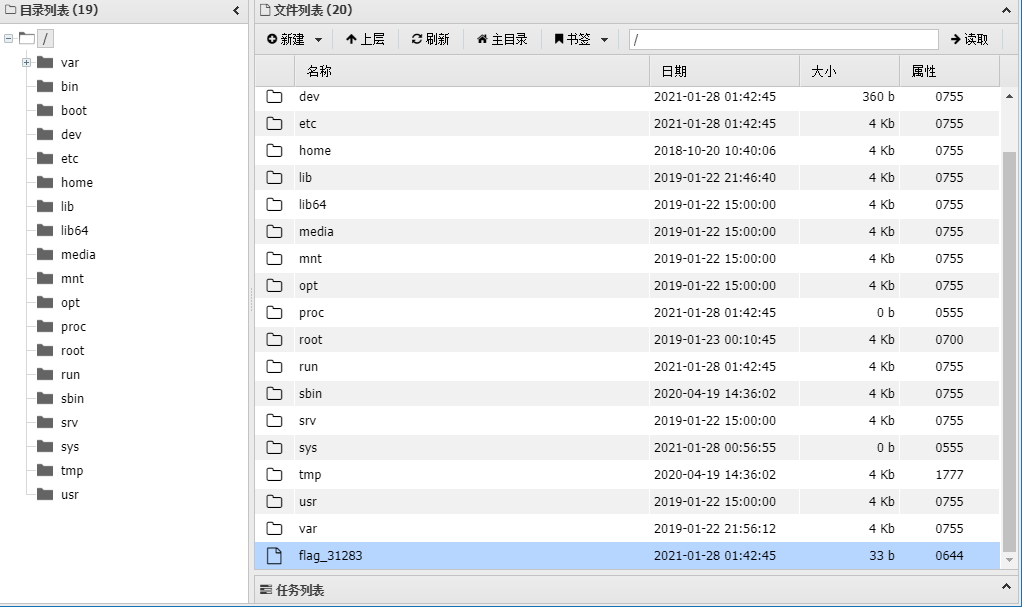 目录列表 (19)
/
var
bin
boot
dev
etc
home
lib
lib64
media
mnt
opt
proc
root
run
sbin
srv
sys
tmp
usr
文件列表 (20)
新建 上层 刷新 主目录 书签 / 读取
名称 日期 大小 属性
dev 2021-01-28 01:42:45 360 b 0755
etc 2021-01-28 01:42:45 4 Kb 0755
home 2018-10-20 10:40:06 4 Kb 0755
lib 2019-01-22 21:46:40 4 Kb 0755
lib64 2019-01-22 15:00:00 4 Kb 0755
media 2019-01-22 15:00:00 4 Kb 0755
mnt 2019-01-22 15:00:00 4 Kb 0755
opt 2019-01-22 15:00:00 4 Kb 0755
proc 2021-01-28 01:42:45 0 b 0555
root 2019-01-23 00:10:45 4 Kb 0700
run 2021-01-28 01:42:45 4 Kb 0755
sbin 2020-04-19 14:36:02 4 Kb 0755
srv 2019-01-22 15:00:00 4 Kb 0755
sys 2021-01-28 00:56:55 0 b 0555
tmp 2020-04-19 14:36:02 4 Kb 1777
usr 2019-01-22 15:00:00 4 Kb 0755
var 2019-01-22 21:56:12 4 Kb 0755
flag_31283 2021-01-28 01:42:45 33 b 0644
任务列表